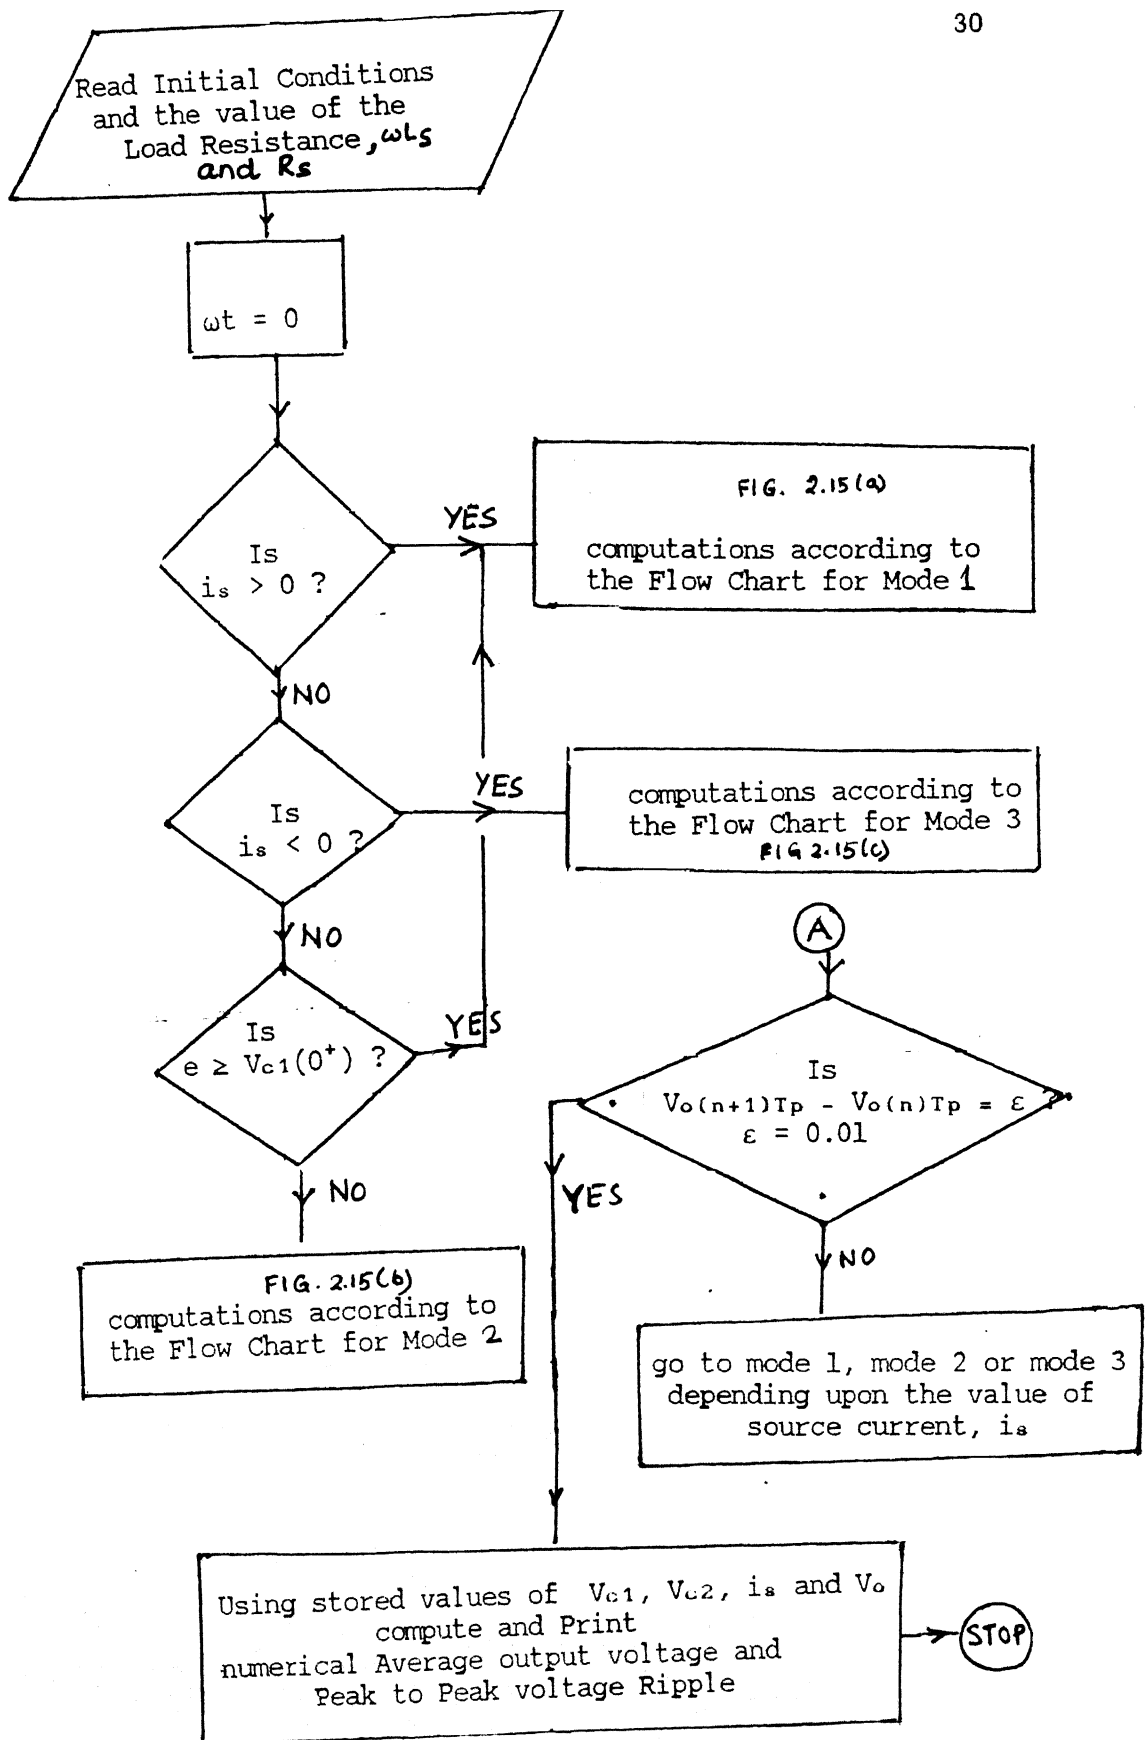 30
Read Initial Conditions
and the value of the
Load Resistance, ωLs
and Rs
ωt = 0
Is
is > 0 ?
YES
FIG. 2.15(a)
computations according to
the Flow Chart for Mode 1
NO
Is
is < 0 ?
YES
computations according to
the Flow Chart for Mode 3
FIG 2.15(c)
NO
Is
e ≥ Vc1(0⁺) ?
YES
NO
FIG. 2.15(b)
computations according to
the Flow Chart for Mode 2
A
Is
Vo(n+1)Tp - Vo(n)Tp = ε ?
ε = 0.01
YES
NO
go to mode 1, mode 2 or mode 3
depending upon the value of
source current, is
Using stored values of Vc1, Vc2, is and Vo
compute and Print
numerical Average output voltage and
Peak to Peak voltage Ripple
STOP